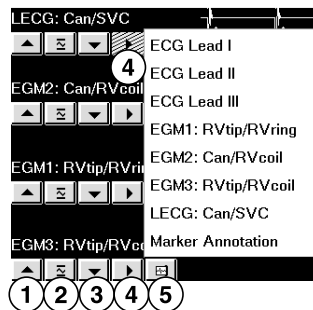 LECG: Can/SVC
ECG Lead I
4
ECG Lead II
EGM2: Can/RVcoil
ECG Lead III
EGM1: RVtip/RVring
EGM2: Can/RVcoil
EGM1: RVtip/RVri
EGM3: RVtip/RVcoil
LECG: Can/SVC
EGM3: RVtip/RVc
Marker Annotation
1 2 3 4 5